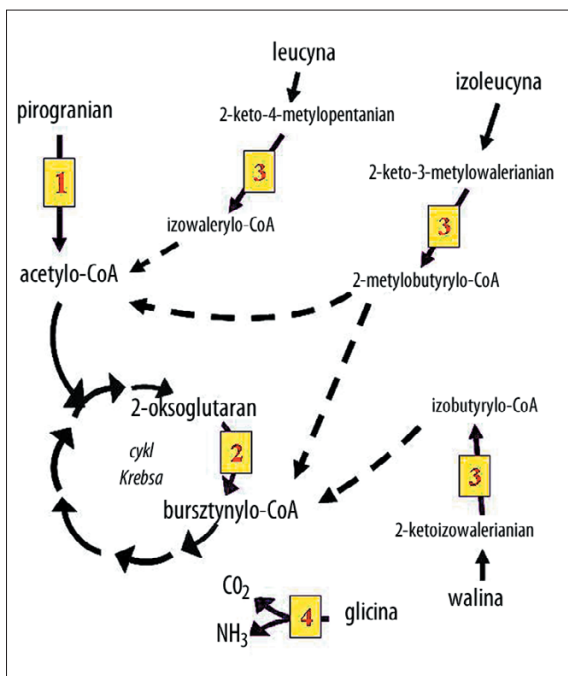 leucyna
izoleucyna
pirogranian
2-keto-4-metylopentanian
1
3
2-keto-3-metylowalerianian
izowalerylo-CoA
3
acetylo-CoA
2-metylobutyrylo-CoA
2-oksoglutaran
izobutyrylo-CoA
cykl
Krebsa
2
3
bursztynylo-CoA
2-ketoizowalerianian
CO2
4
glicina
NH3
walina